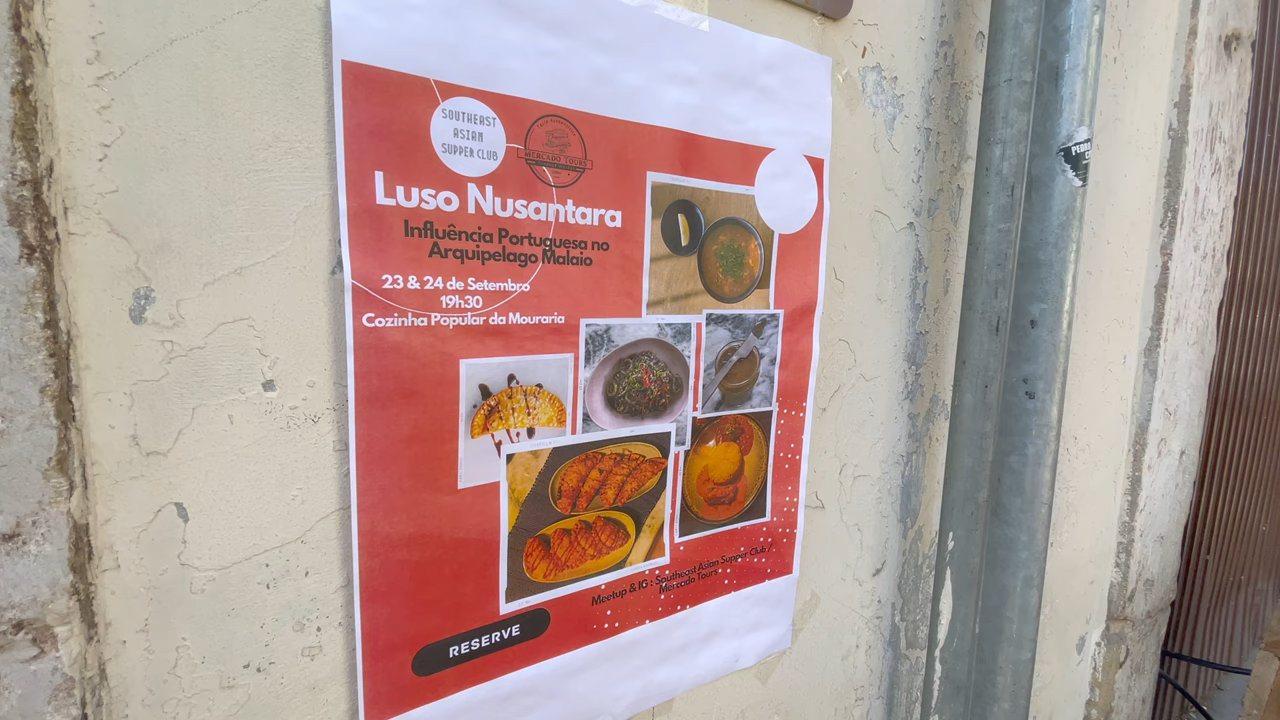 SOUTHEAST
ASIAN
SUPPER CLUB
MERCADO TOURS
Luso Nusantara
Influência Portuguesa no
Arquipelago Malaio
23 & 24 de Setembro
19h30
Cozinha Popular da Mouraria
Meetup & IG : Southeast Asian Supper Club /
Mercado Tours
RESERVE